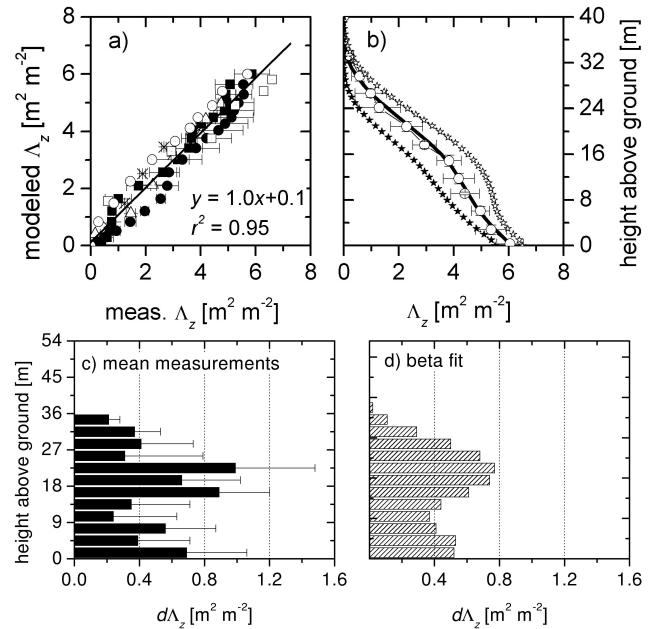 a)
modeled Λz [m² m⁻²]
8
6
4
2
0
y = 1.0x+0.1
r² = 0.95
0 2 4 6 8
meas. Λz [m² m⁻²]
b)
40
32
24
16
8
0
height above ground [m]
0 2 4 6 8
Λz [m² m⁻²]
c) mean measurements
height above ground [m]
54
45
36
27
18
9
0
0.0 0.4 0.8 1.2 1.6
dΛz [m² m⁻²]
d) beta fit
0.4 0.8 1.2 1.6
dΛz [m² m⁻²]